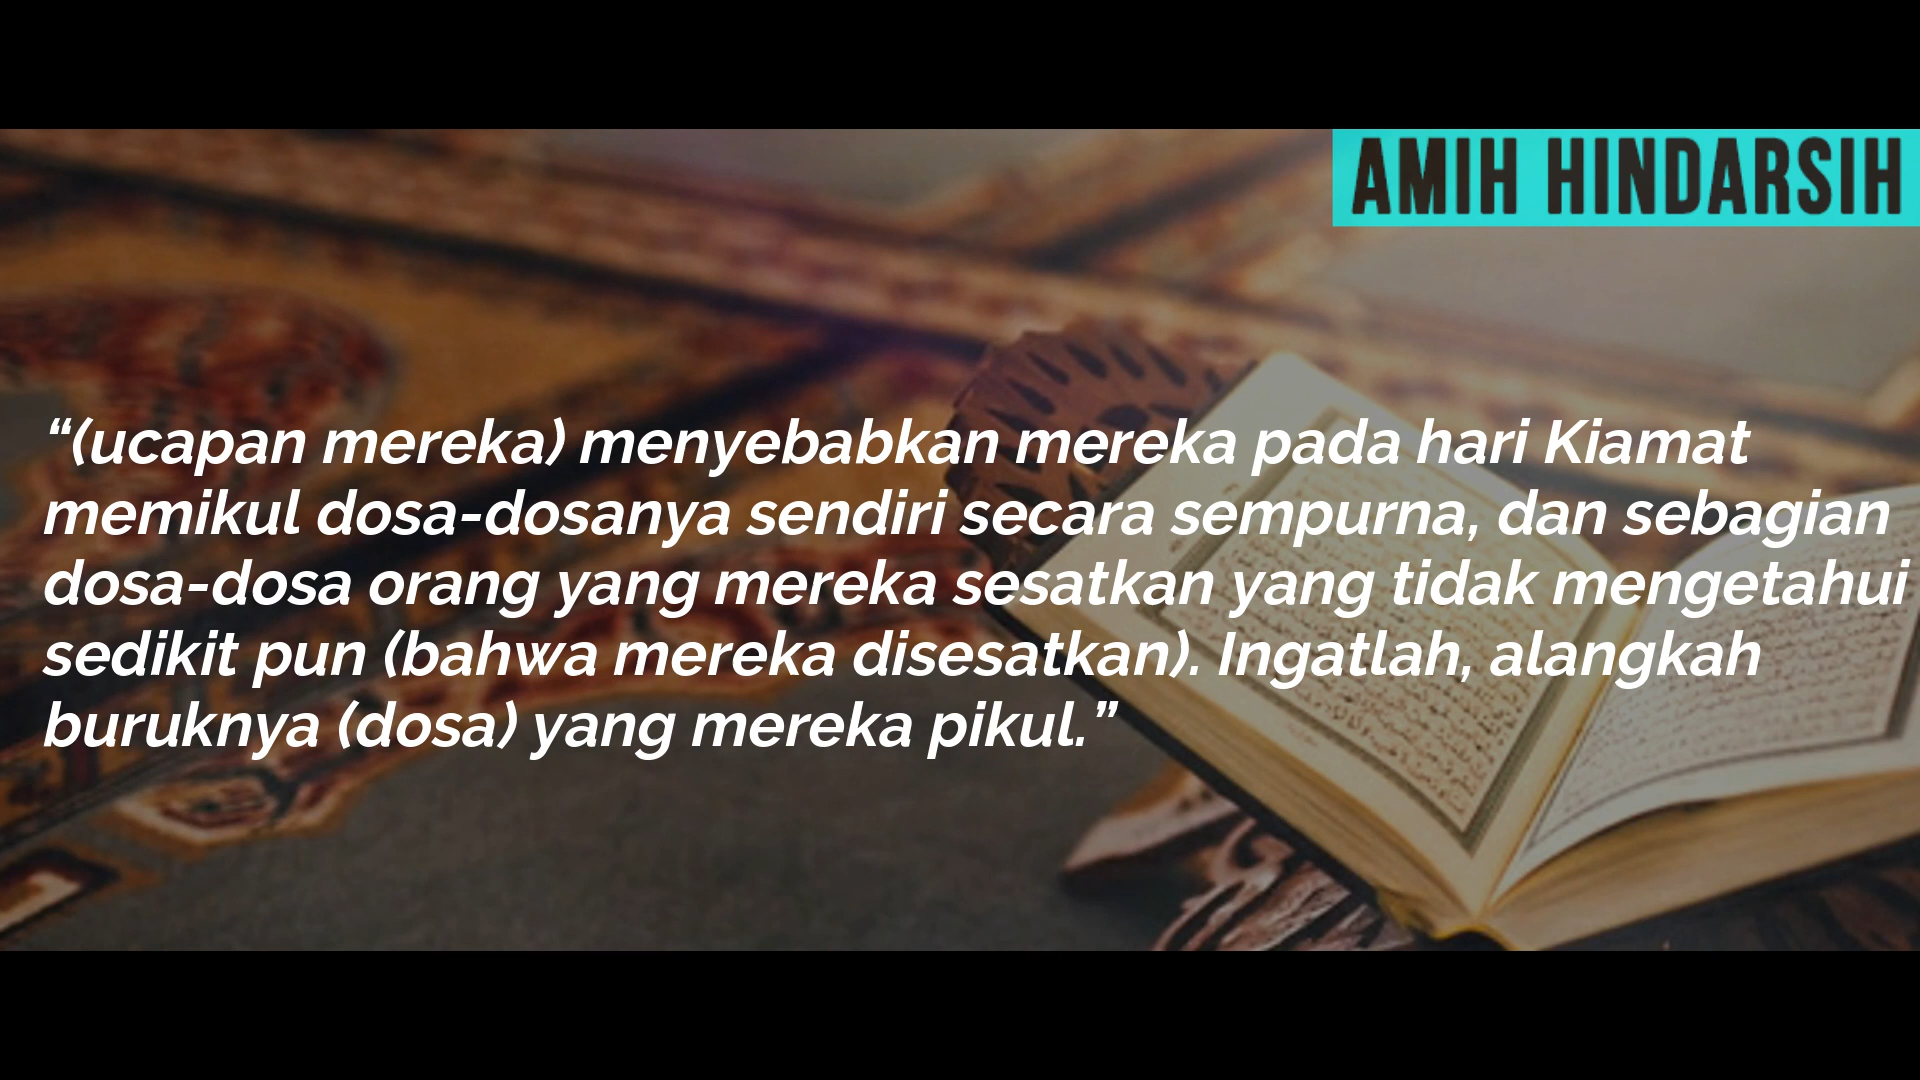 AMIH HINDARSIH
“(ucapan mereka) menyebabkan mereka pada hari Kiamat
memikul dosa-dosanya sendiri secara sempurna, dan sebagian
dosa-dosa orang yang mereka sesatkan yang tidak mengetahui
sedikit pun (bahwa mereka disesatkan). Ingatlah, alangkah
buruknya (dosa) yang mereka pikul.”